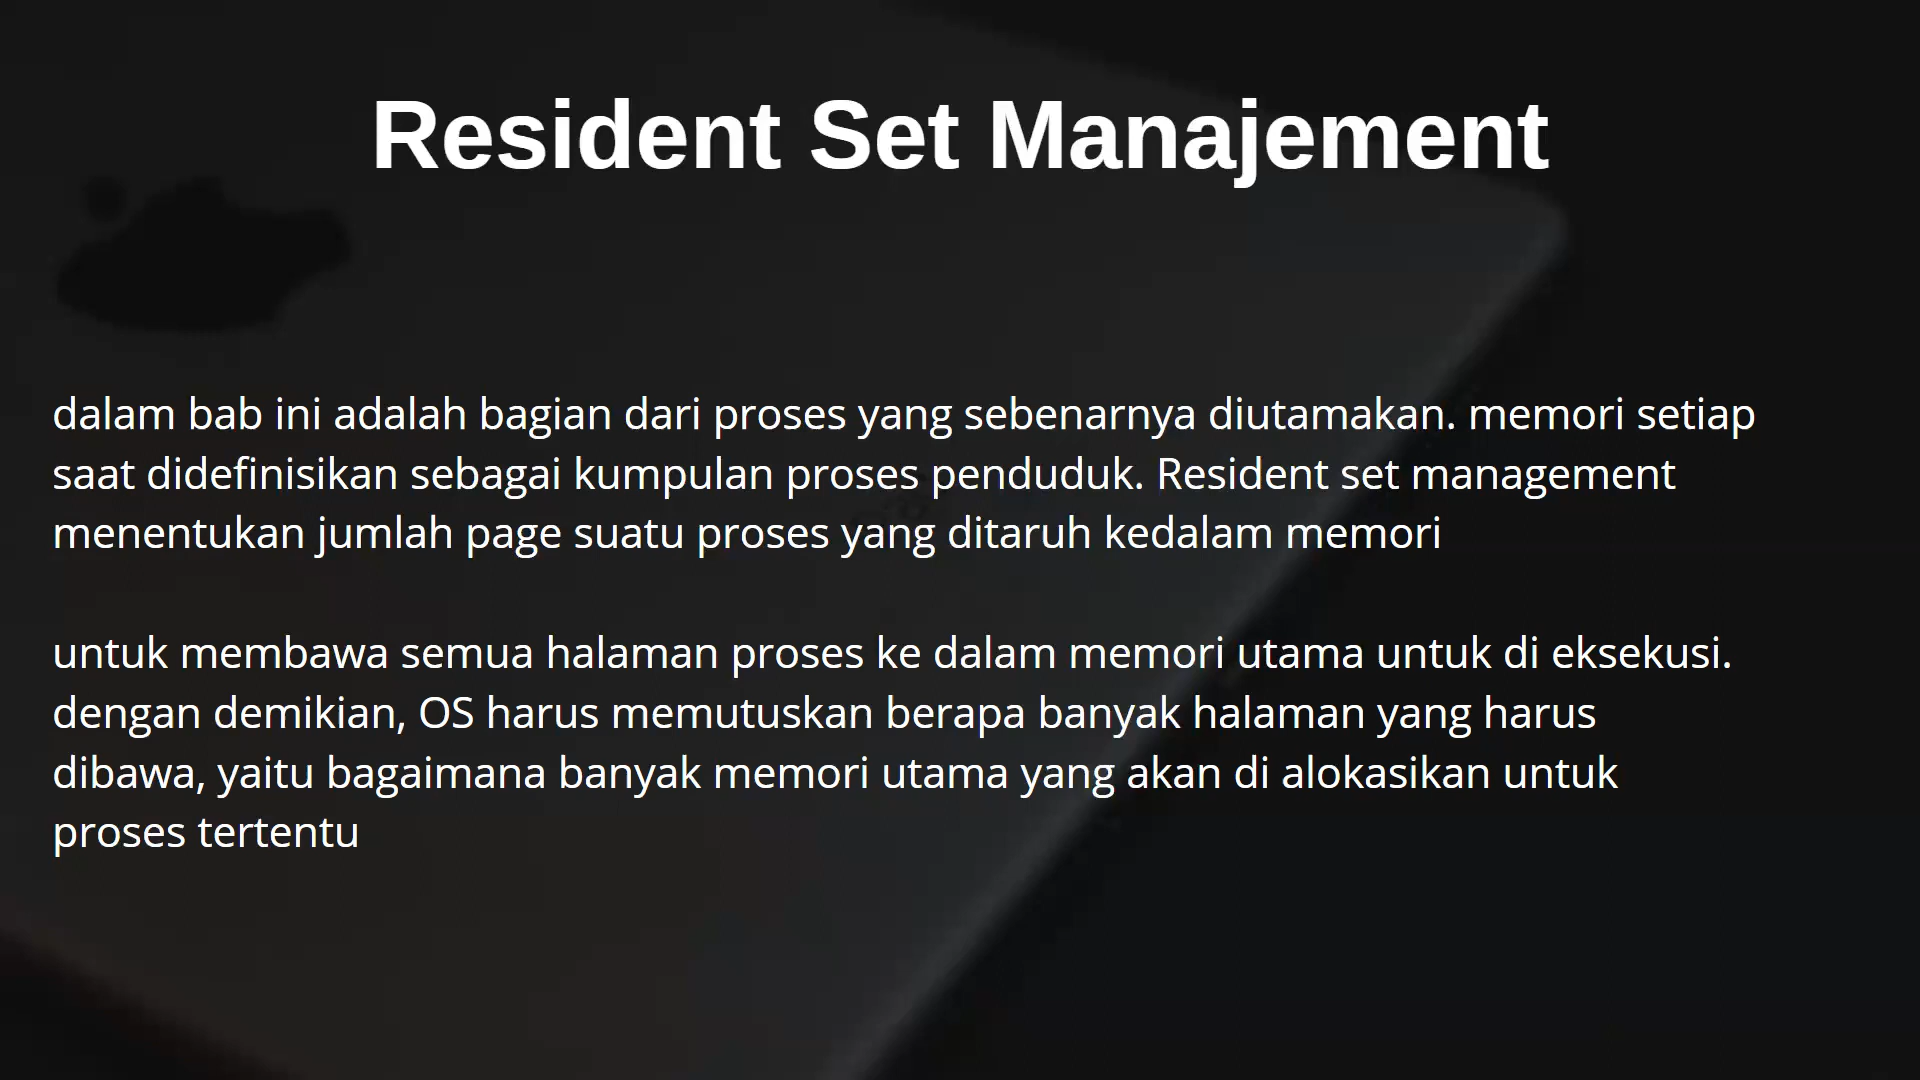 Resident Set Manajement
dalam bab ini adalah bagian dari proses yang sebenarnya diutamakan. memori setiap
saat didefinisikan sebagai kumpulan proses penduduk. Resident set management
menentukan jumlah page suatu proses yang ditaruh kedalam memori
untuk membawa semua halaman proses ke dalam memori utama untuk di eksekusi.
dengan demikian, OS harus memutuskan berapa banyak halaman yang harus
dibawa, yaitu bagaimana banyak memori utama yang akan di alokasikan untuk
proses tertentu